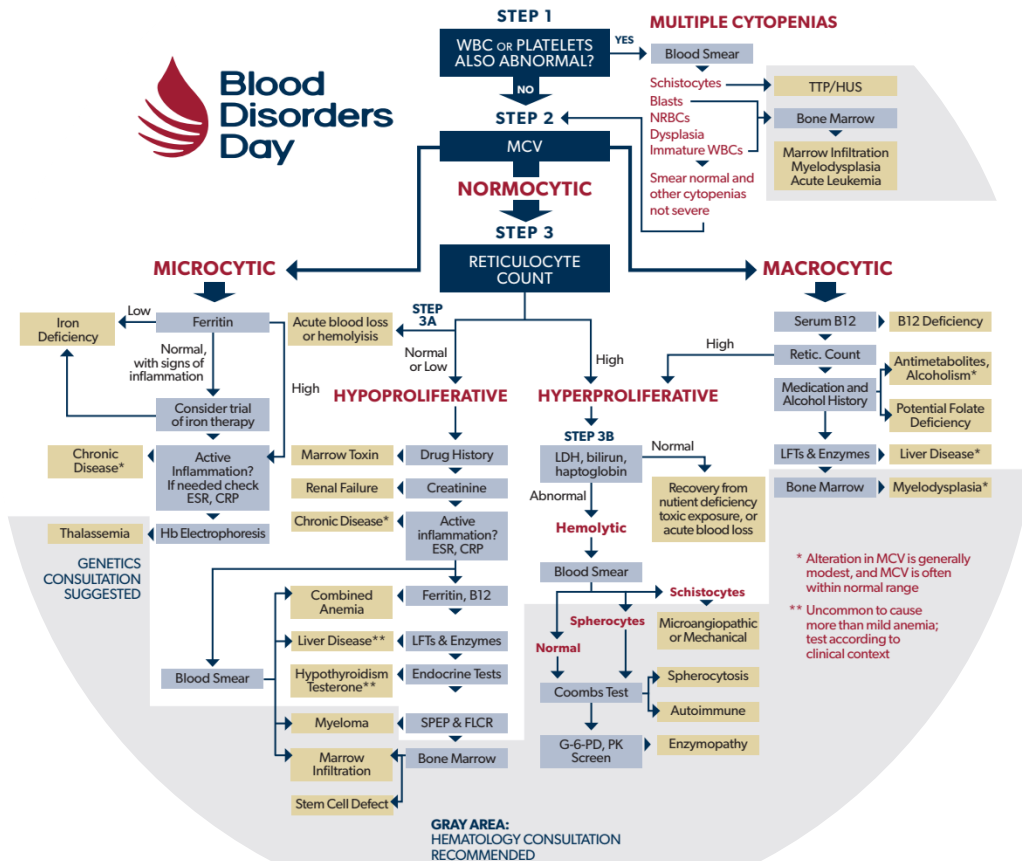 Blood
Disorders
Day
STEP 1
WBC OR PLATELETS
ALSO ABNORMAL?
YES
NO
MULTIPLE CYTOPENIAS
Blood Smear
Schistocytes
TTP/HUS
Blasts
NRBCs
Dysplasia
Immature WBCs
Bone Marrow
Marrow Infiltration
Myelodysplasia
Acute Leukemia
Smear normal and
other cytopenias
not severe
STEP 2
MCV
NORMOCYTIC
STEP 3
RETICULOCYTE
COUNT
MICROCYTIC
MACROCYTIC
Low
Iron
Deficiency
Ferritin
Normal,
with signs of
inflammation
High
Consider trial
of iron therapy
Chronic
Disease*
Active
Inflammation?
If needed check
ESR, CRP
Thalassemia
Hb Electrophoresis
GENETICS
CONSULTATION
SUGGESTED
STEP
3A
Acute blood loss
or hemolyisis
Normal
or Low
HYPOPROLIFERATIVE
Marrow Toxin
Drug History
Renal Failure
Creatinine
Chronic Disease*
Active
inflammation?
ESR, CRP
Combined
Anemia
Ferritin, B12
Liver Disease**
LFTs & Enzymes
Blood Smear
Hypothyroidism
Testerone**
Endocrine Tests
Myeloma
SPEP & FLCR
Marrow
Infiltration
Bone Marrow
Stem Cell Defect
High
HYPERPROLIFERATIVE
STEP 3B
LDH, bilirun,
haptoglobin
Normal
Recovery from
nutient deficiency
toxic exposure, or
acute blood loss
Abnormal
Hemolytic
Blood Smear
Schistocytes
Microangiopathic
or Mechanical
Spherocytes
Normal
Coombs Test
Spherocytosis
Autoimmune
G-6-PD, PK
Screen
Enzymopathy
Serum B12
B12 Deficiency
High
Retic. Count
Medication and
Alcohol History
Antimetabolites,
Alcoholism*
Potential Folate
Deficiency
LFTs & Enzymes
Liver Disease*
Bone Marrow
Myelodysplasia*
* Alteration in MCV is generally
modest, and MCV is often
within normal range
** Uncommon to cause
more than mild anemia;
test according to
clinical context
GRAY AREA:
HEMATOLOGY CONSULTATION
RECOMMENDED